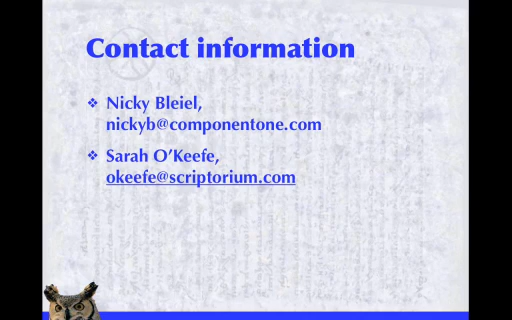 Contact information
❖ Nicky Bleiel,
nickyb@componentone.com
❖ Sarah O’Keefe,
okeefe@scriptorium.com